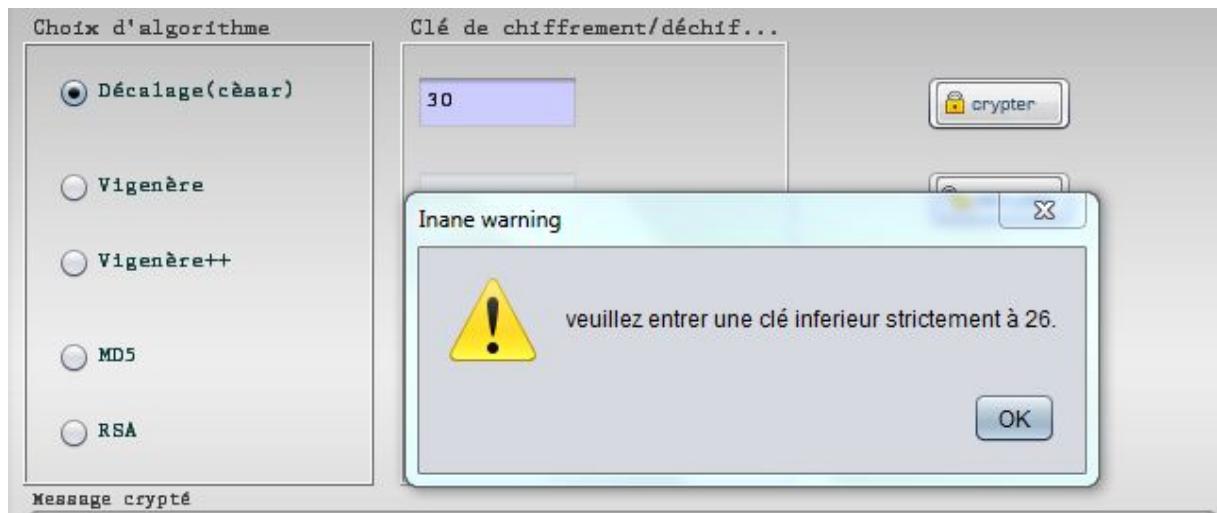 Choix d'algorithme
Clé de chiffrement/déchif...
Décalage(cèsar)
30
crypter
Vigenère
Inane warning
Vigenère++
veuillez entrer une clé inferieur strictement à 26.
MD5
OK
RSA
Message crypté